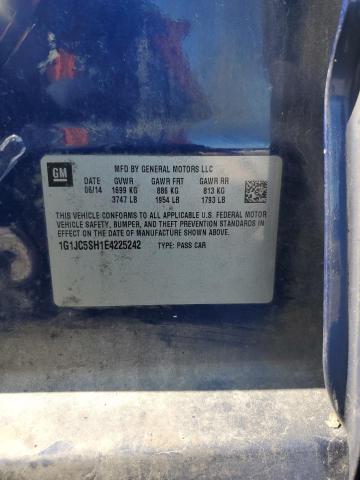 GM
MFD BY GENERAL MOTORS LLC
DATE GVWR GAWR FRT GAWR RR
06/14 1699 KG 886 KG 813 KG
3747 LB 1954 LB 1793 LB
THIS VEHICLE CONFORMS TO ALL APPLICABLE U.S. FEDERAL MOTOR
VEHICLE SAFETY, BUMPER, AND THEFT PREVENTION STANDARDS
IN EFFECT ON THE DATE OF MANUFACTURE SHOWN ABOVE.
1G1JC5SH1E4225242 TYPE: PASS CAR